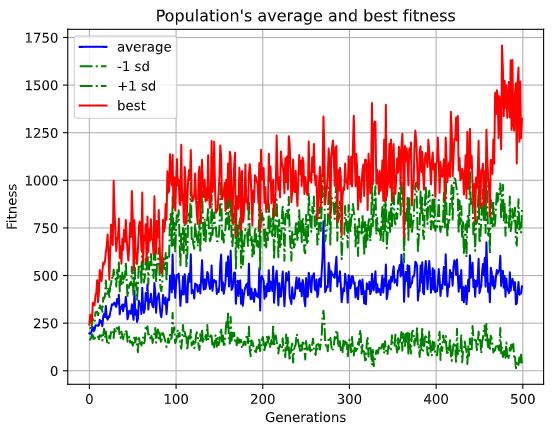 Population's average and best fitness
1750
1500
1250
1000
750
500
250
0
Fitness
average
-1 sd
+1 sd
best
0
100
200
300
400
500
Generations